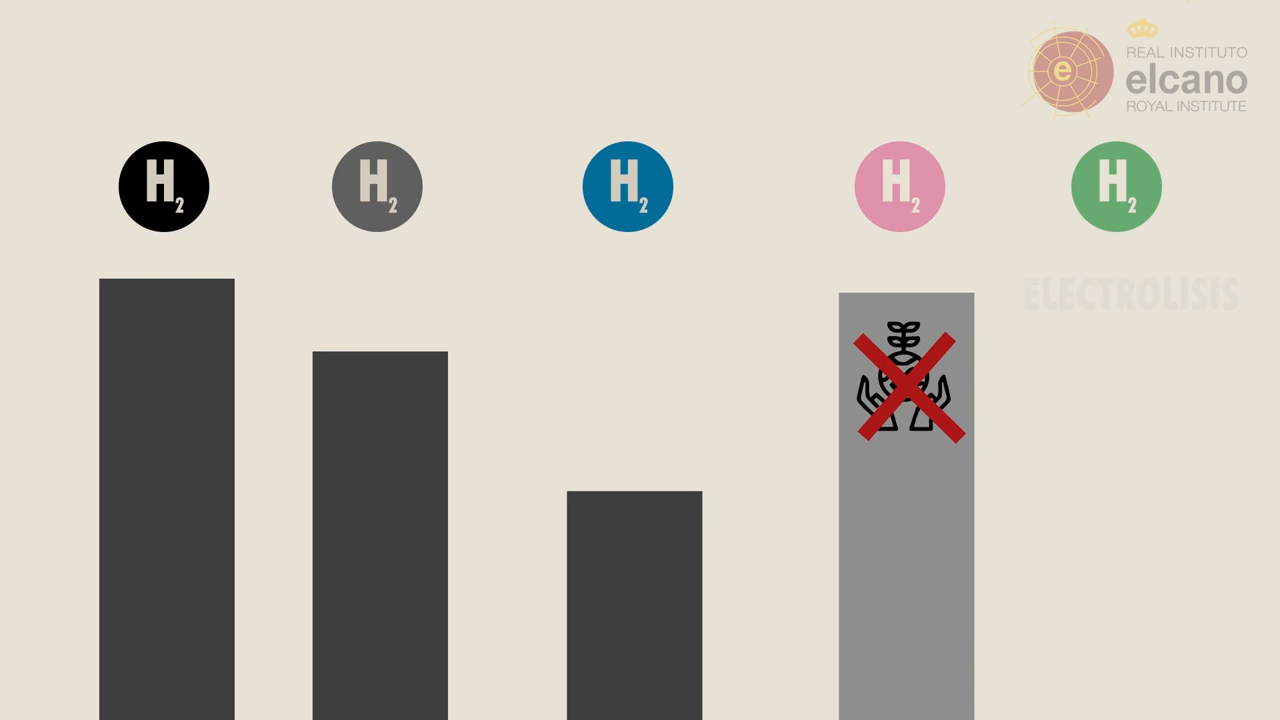 REAL INSTITUTO
e
elcano
ROYAL INSTITUTE
H2
H2
H2
H2
H2
ELECTROLISIS